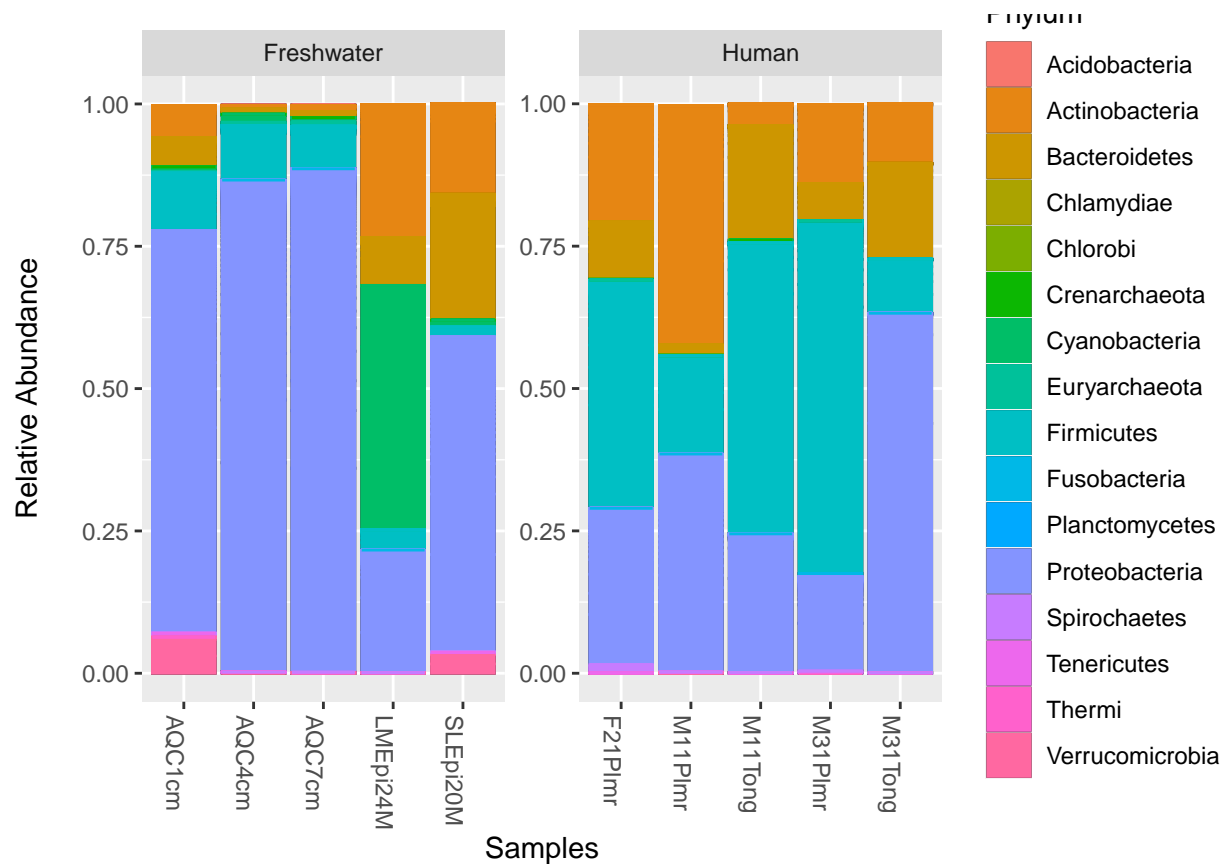 Phylum
Freshwater
Human
1.00
0.75
0.50
0.25
0.00
1.00
0.75
0.50
0.25
0.00
Relative Abundance
AQC1cm
AQC4cm
AQC7cm
LMEpi24M
SLEpi20M
F21Plmr
M11Plmr
M11Tong
M31Plmr
M31Tong
Samples
Acidobacteria
Actinobacteria
Bacteroidetes
Chlamydiae
Chlorobi
Crenarchaeota
Cyanobacteria
Euryarchaeota
Firmicutes
Fusobacteria
Planctomycetes
Proteobacteria
Spirochaetes
Tenericutes
Thermi
Verrucomicrobia